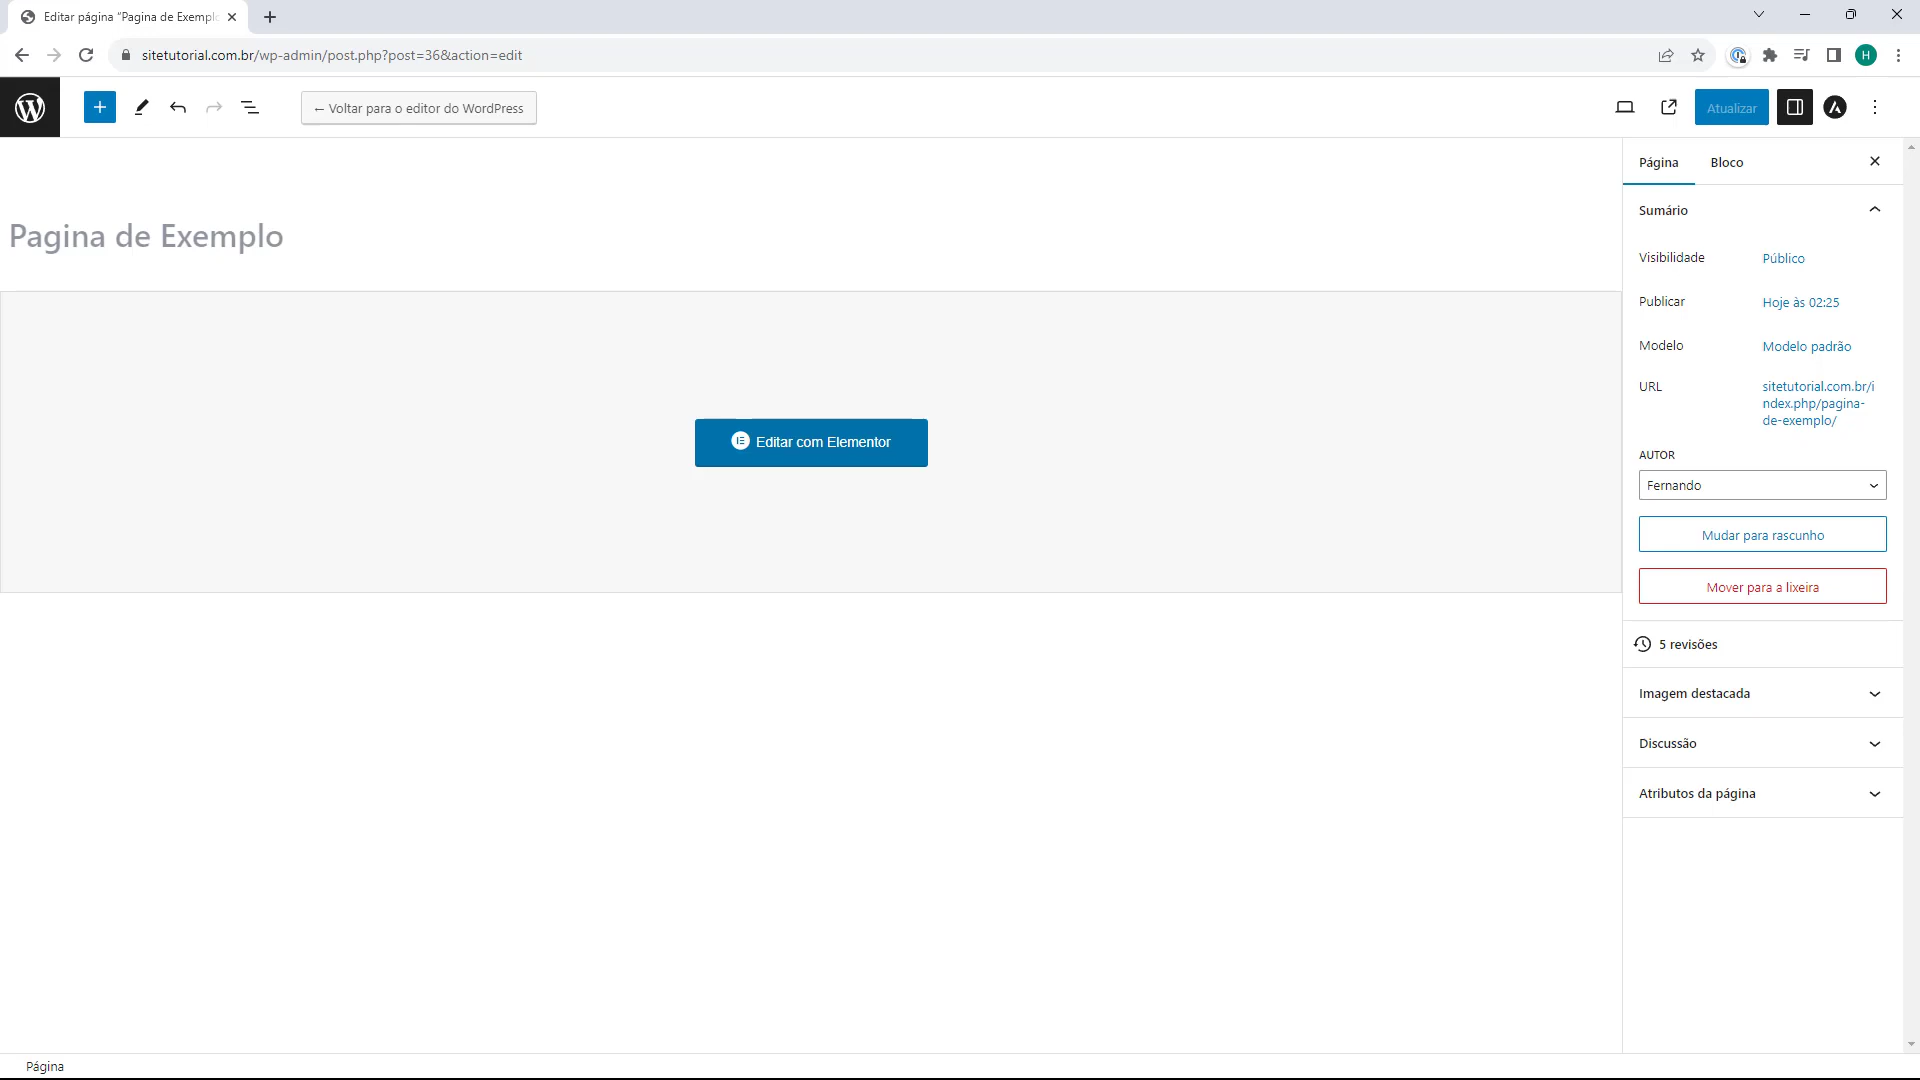 Editar página "Pagina de Exempl
sitetutorial.com.br/wp-admin/post.php?post=36&action=edit
H
← Voltar para o editor do WordPress
Atualizar
Página
Bloco
Pagina de Exemplo
Editar com Elementor
Sumário
Visibilidade Público
Publicar Hoje às 02:25
Modelo Modelo padrão
URL sitetutorial.com.br/i
ndex.php/pagina-
de-exemplo/
AUTOR
Fernando
Mudar para rascunho
Mover para a lixeira
5 revisões
Imagem destacada
Discussão
Atributos da página
Página